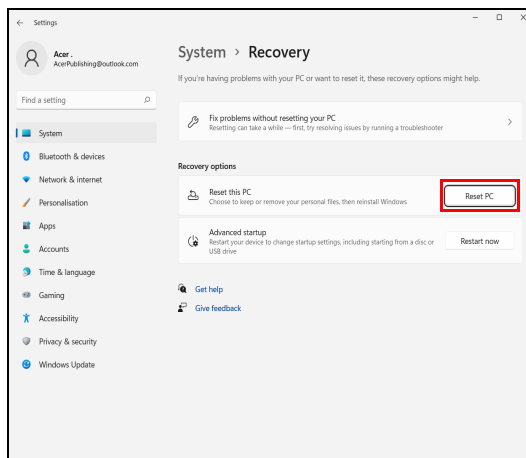 Settings
Acer .
AcerPublishing@outlook.com
Find a setting
System
Bluetooth & devices
Network & internet
Personalisation
Apps
Accounts
Time & language
Gaming
Accessibility
Privacy & security
Windows Update
System > Recovery
If you're having problems with your PC or want to reset it, these recovery options might help.
Fix problems without resetting your PC
Resetting can take a while — first, try resolving issues by running a troubleshooter
Recovery options
Reset this PC
Choose to keep or remove your personal files, then reinstall Windows
Reset PC
Advanced startup
Restart your device to change startup settings, including starting from a disc or
USB drive
Restart now
Get help
Give feedback